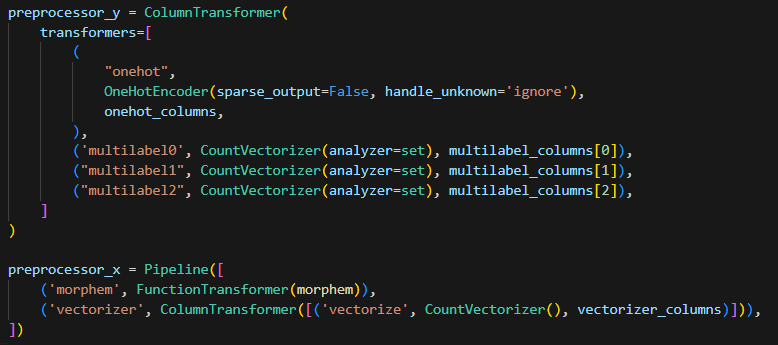 preprocessor_y = ColumnTransformer(
    transformers=[
        (
            "onehot",
            OneHotEncoder(sparse_output=False, handle_unknown='ignore'),
            onehot_columns,
        ),
        ('multilabel0', CountVectorizer(analyzer=set), multilabel_columns[0]),
        ("multilabel1", CountVectorizer(analyzer=set), multilabel_columns[1]),
        ("multilabel2", CountVectorizer(analyzer=set), multilabel_columns[2]),
    ]
)

preprocessor_x = Pipeline([
    ('morphem', FunctionTransformer(morphem)),
    ('vectorizer', ColumnTransformer([('vectorize', CountVectorizer(), vectorizer_columns)])),
])